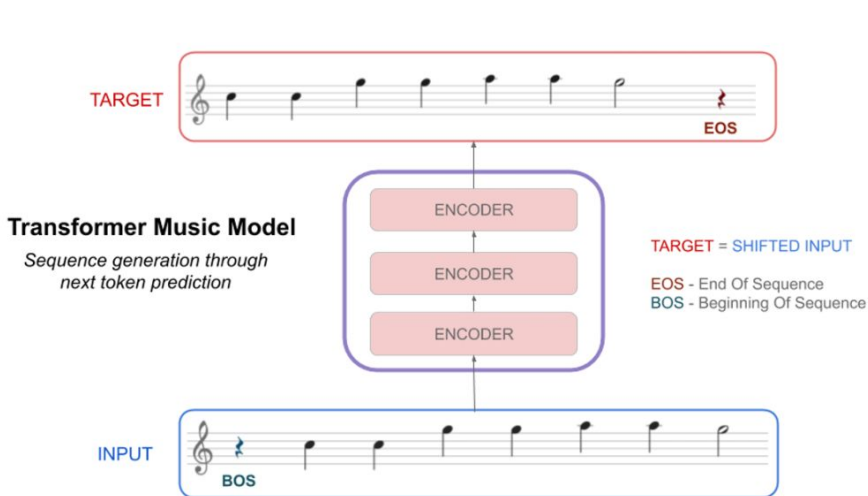 TARGET
EOS
ENCODER
Transformer Music Model
Sequence generation through
next token prediction
ENCODER
ENCODER
TARGET = SHIFTED INPUT
EOS - End Of Sequence
BOS - Beginning Of Sequence
INPUT
BOS